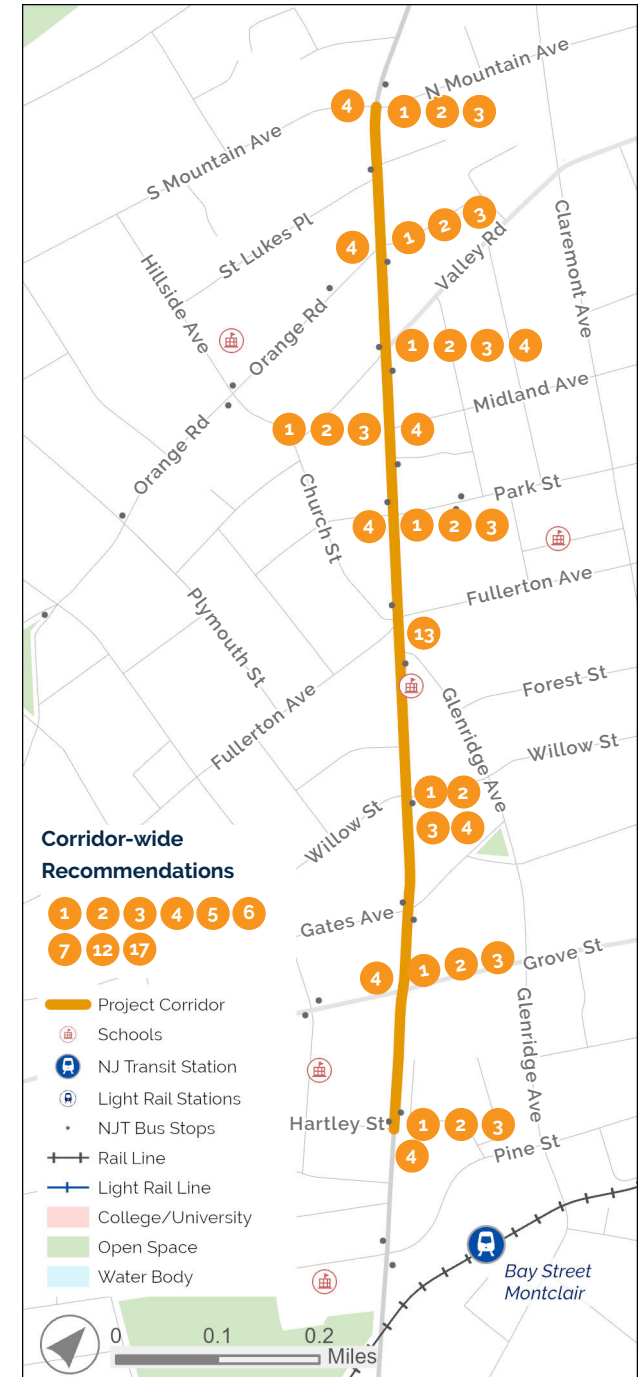 N Mountain Ave
4
1 2 3
S Mountain Ave
St Lukes Pl
4
1 2 3
Valley Rd
Claremont Ave
Hillside Ave
Orange Rd
1 2 3 4
Midland Ave
1 2 3 4
Orange Rd
Church St
Park St
4 1 2 3
Fullerton Ave
Plymouth St
13
Forest St
Glenridge Ave
Fullerton Ave
Willow St
1 2
3 4
Willow St
Corridor-wide
Recommendations
1 2 3 4 5 6
7 12 17
Gates Ave
Grove St
4 1 2 3
Glenridge Ave
Project Corridor
Schools
NJ Transit Station
Light Rail Stations
NJT Bus Stops
Rail Line
Light Rail Line
College/University
Open Space
Water Body
Hartley St
1 2 3
4
Pine St
Bay Street
Montclair
0 0.1 0.2
Miles